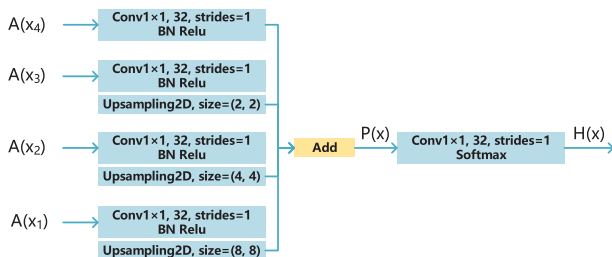 A(x4)
Conv1×1, 32, strides=1
BN Relu
A(x3)
Conv1×1, 32, strides=1
BN Relu
Upsampling2D, size=(2, 2)
A(x2)
Conv1×1, 32, strides=1
BN Relu
Upsampling2D, size=(4, 4)
A(x1)
Conv1×1, 32, strides=1
BN Relu
Upsampling2D, size=(8, 8)
Add
P(x)
Conv1×1, 32, strides=1
Softmax
H(x)